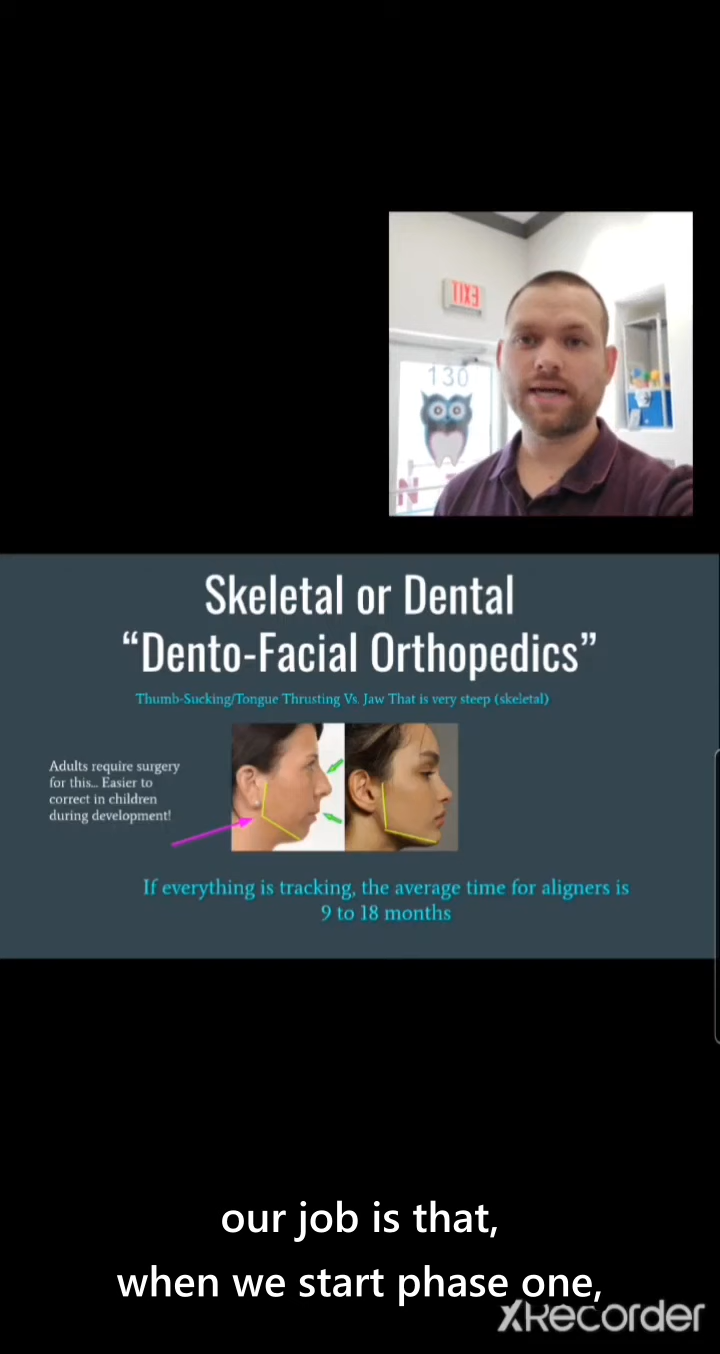 EXIT
130
N
Skeletal or Dental
“Dento-Facial Orthopedics”
Thumb-Sucking/Tongue Thrusting Vs. Jaw That is very steep (skeletal)
Adults require surgery
for this... Easier to
correct in children
during development!
If everything is tracking, the average time for aligners is
9 to 18 months
our job is that,
when we start phase one,
XRecorder